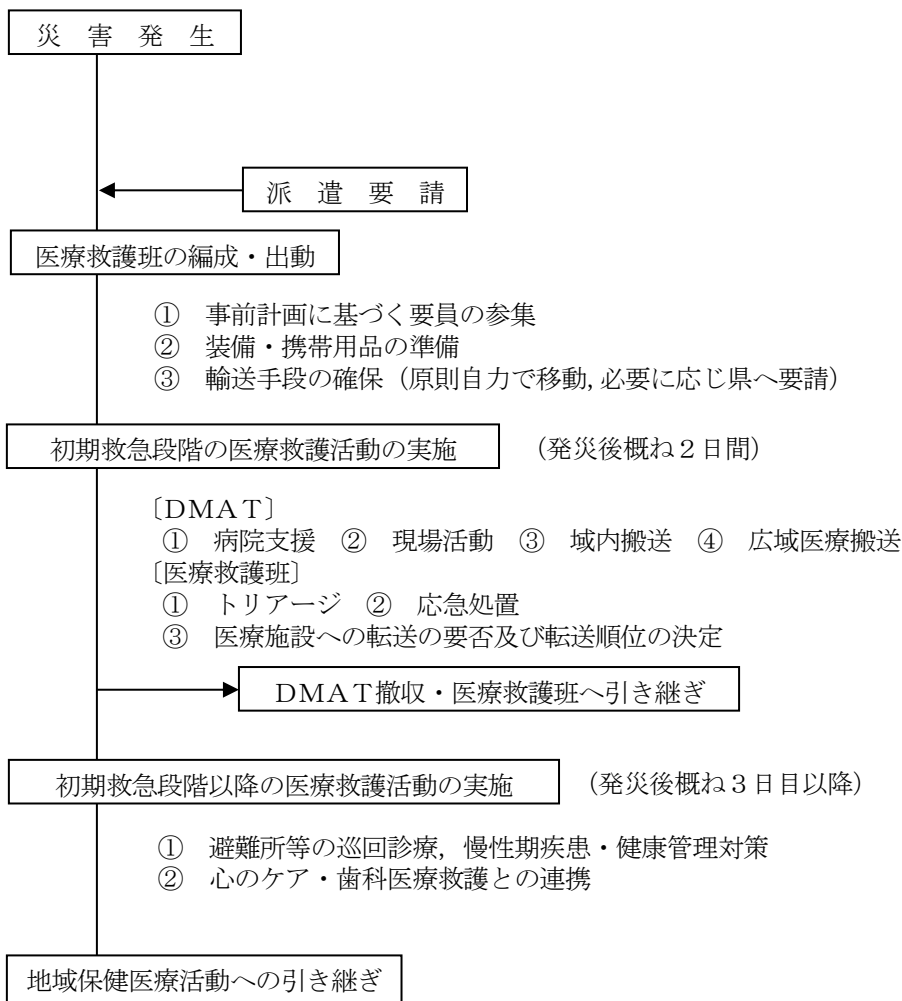 災 害 発 生
派 遣 要 請
医療救護班の編成・出動
① 事前計画に基づく要員の参集
② 装備・携帯用品の準備
③ 輸送手段の確保（原則自力で移動,必要に応じ県へ要請）
初期救急段階の医療救護活動の実施 （発災後概ね２日間）
〔ＤＭＡＴ〕
① 病院支援 ② 現場活動 ③ 域内搬送 ④ 広域医療搬送
〔医療救護班〕
① トリアージ ② 応急処置
③ 医療施設への転送の要否及び転送順位の決定
ＤＭＡＴ撤収・医療救護班へ引き継ぎ
初期救急段階以降の医療救護活動の実施 （発災後概ね３日目以降）
① 避難所等の巡回診療，慢性期疾患・健康管理対策
② 心のケア・歯科医療救護との連携
地域保健医療活動への引き継ぎ